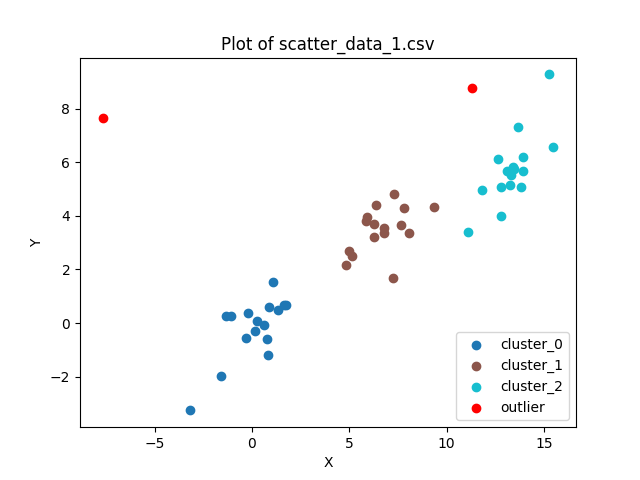 Plot of scatter_data_1.csv
8
6
4
2
0
−2
Y
−5
0
5
10
15
X
cluster_0
cluster_1
cluster_2
outlier